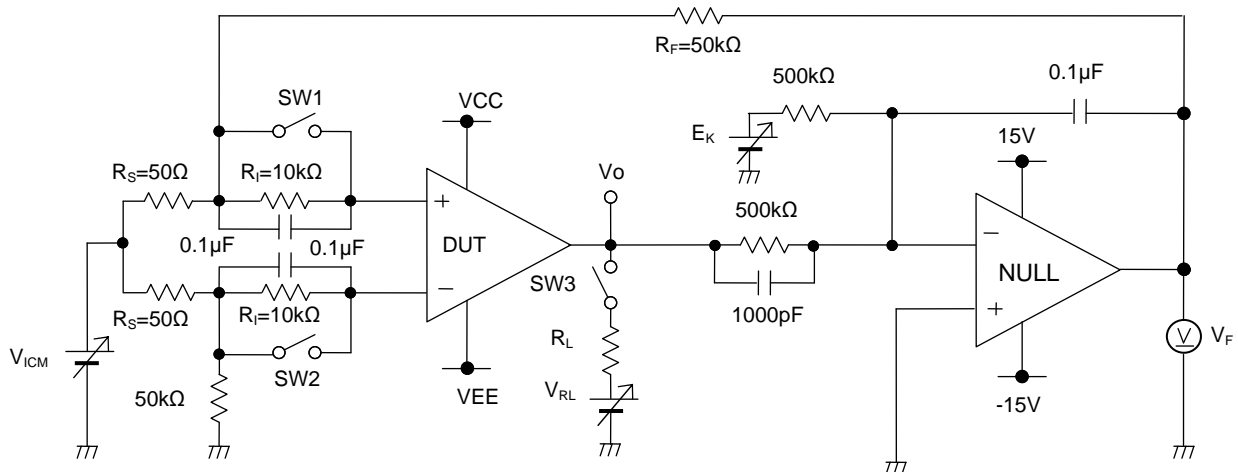 RF=50kΩ
500kΩ
0.1µF
SW1
VCC
EK
15V
RS=50Ω
RI=10kΩ
Vo
+
500kΩ
−
0.1µF
0.1µF
DUT
NULL
−
SW3
+
RS=50Ω
RI=10kΩ
1000pF
V
VF
VICM
RL
SW2
50kΩ
VEE
VRL
-15V